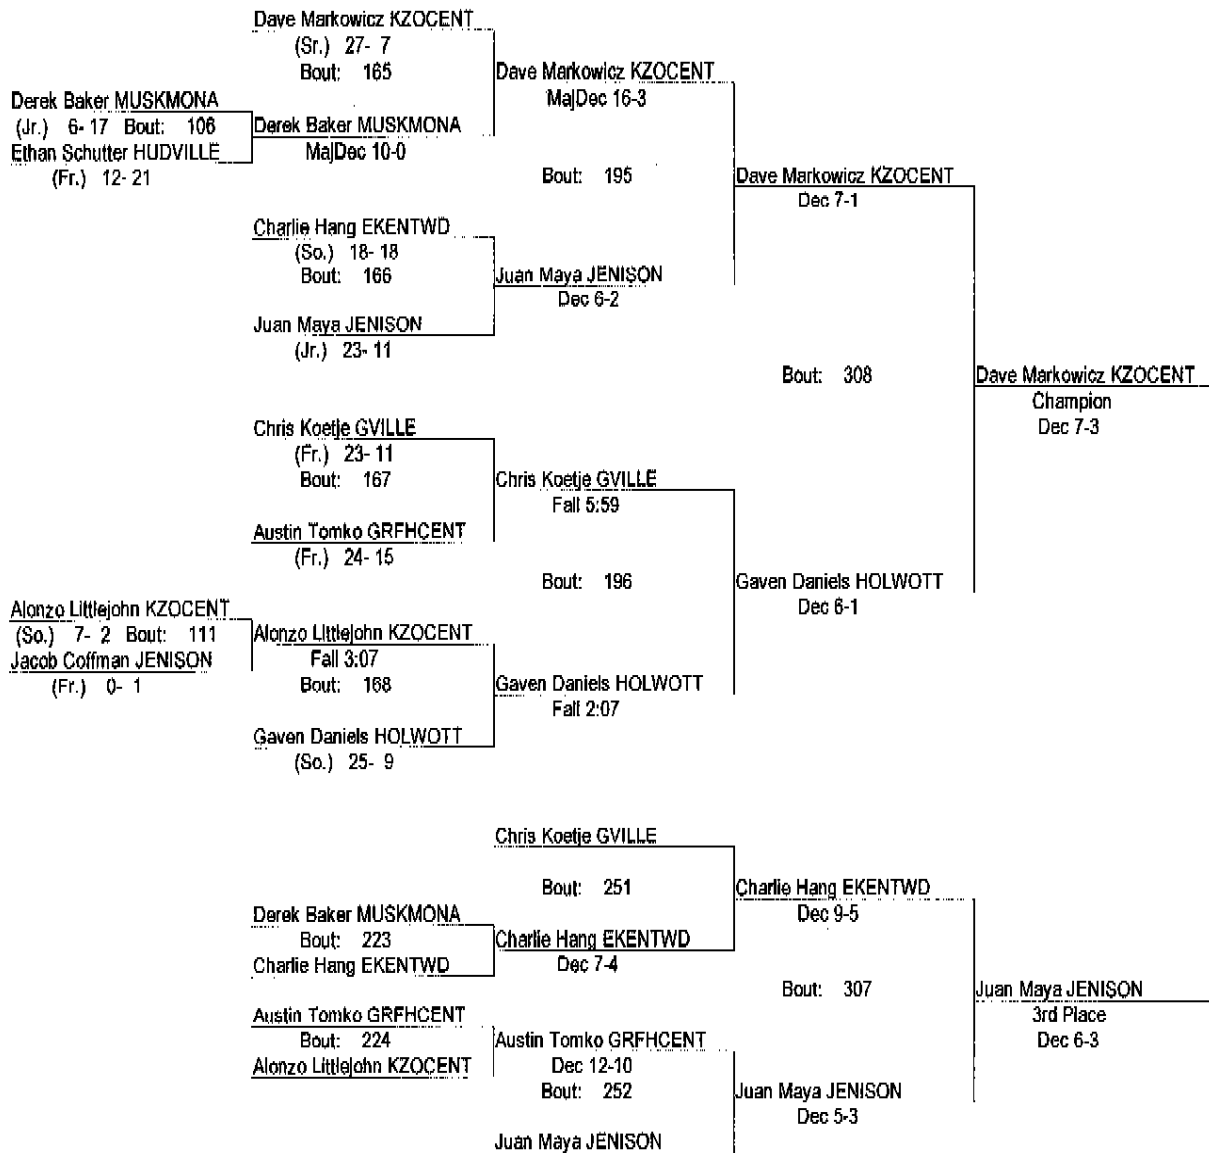 Dave Markowicz KZOCENT
(Sr.) 27- 7
Bout: 165
Dave Markowicz KZOCENT
MajDec 16-3
Derek Baker MUSKMONA
(Jr.) 6- 17 Bout: 106
Ethan Schutter HUDVILLE
(Fr.) 12- 21
Derek Baker MUSKMONA
MajDec 10-0
Bout: 195
Dave Markowicz KZOCENT
Dec 7-1
Charlie Hang EKENTWD
(So.) 18- 18
Bout: 166
Juan Maya JENISON
Dec 6-2
Juan Maya JENISON
(Jr.) 23- 11
Bout: 308
Dave Markowicz KZOCENT
Champion
Dec 7-3
Chris Koetje GVILLE
(Fr.) 23- 11
Bout: 167
Chris Koetje GVILLE
Fall 5:59
Austin Tomko GRFHCENT
(Fr.) 24- 15
Bout: 196
Gaven Daniels HOLWOTT
Dec 6-1
Alonzo Littlejohn KZOCENT
(So.) 7- 2 Bout: 111
Jacob Coffman JENISON
(Fr.) 0- 1
Alonzo Littlejohn KZOCENT
Fall 3:07
Bout: 168
Gaven Daniels HOLWOTT
Fall 2:07
Gaven Daniels HOLWOTT
(So.) 25- 9
Chris Koetje GVILLE
Bout: 251
Charlie Hang EKENTWD
Dec 9-5
Derek Baker MUSKMONA
Bout: 223
Charlie Hang EKENTWD
Charlie Hang EKENTWD
Dec 7-4
Bout: 307
Juan Maya JENISON
3rd Place
Dec 6-3
Austin Tomko GRFHCENT
Bout: 224
Alonzo Littlejohn KZOCENT
Austin Tomko GRFHCENT
Dec 12-10
Bout: 252
Juan Maya JENISON
Dec 5-3
Juan Maya JENISON